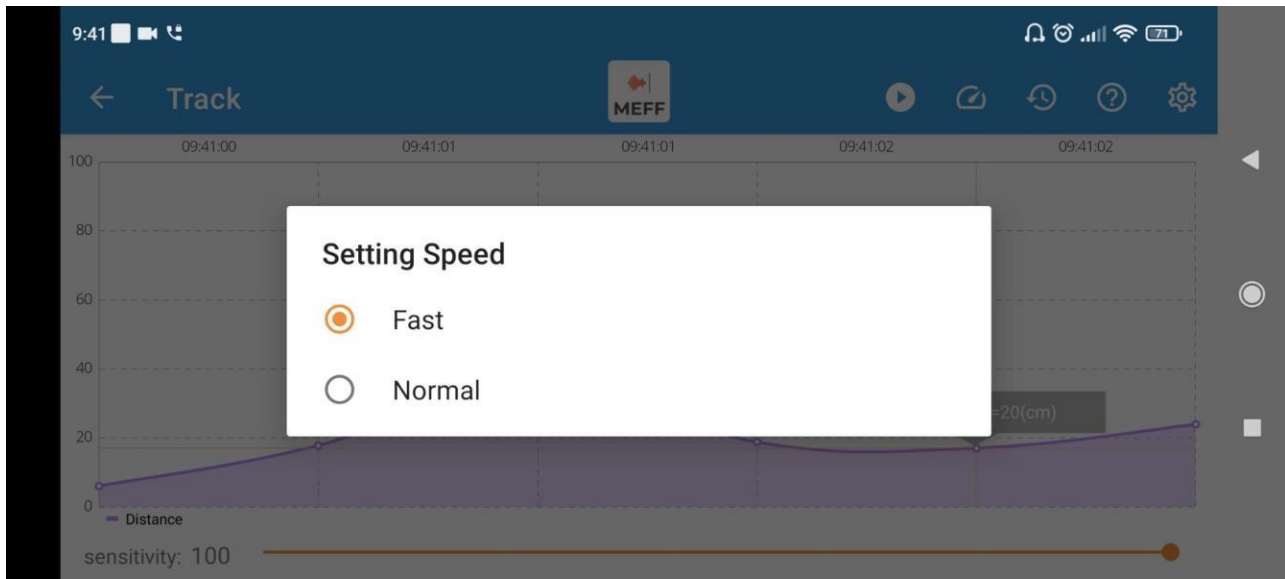 9:41 71
Track
MEFF
09:41:00 09:41:01 09:41:01 09:41:02 09:41:02
100
80
Setting Speed
60
Fast
40
Normal
=20(cm)
20
0
Distance
sensitivity: 100